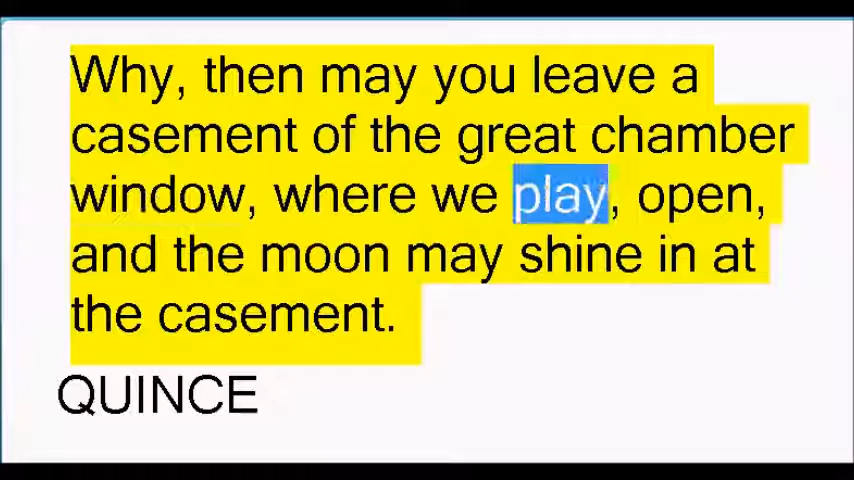 Why, then may you leave a
casement of the great chamber
window, where we play, open,
and the moon may shine in at
the casement.
QUINCE